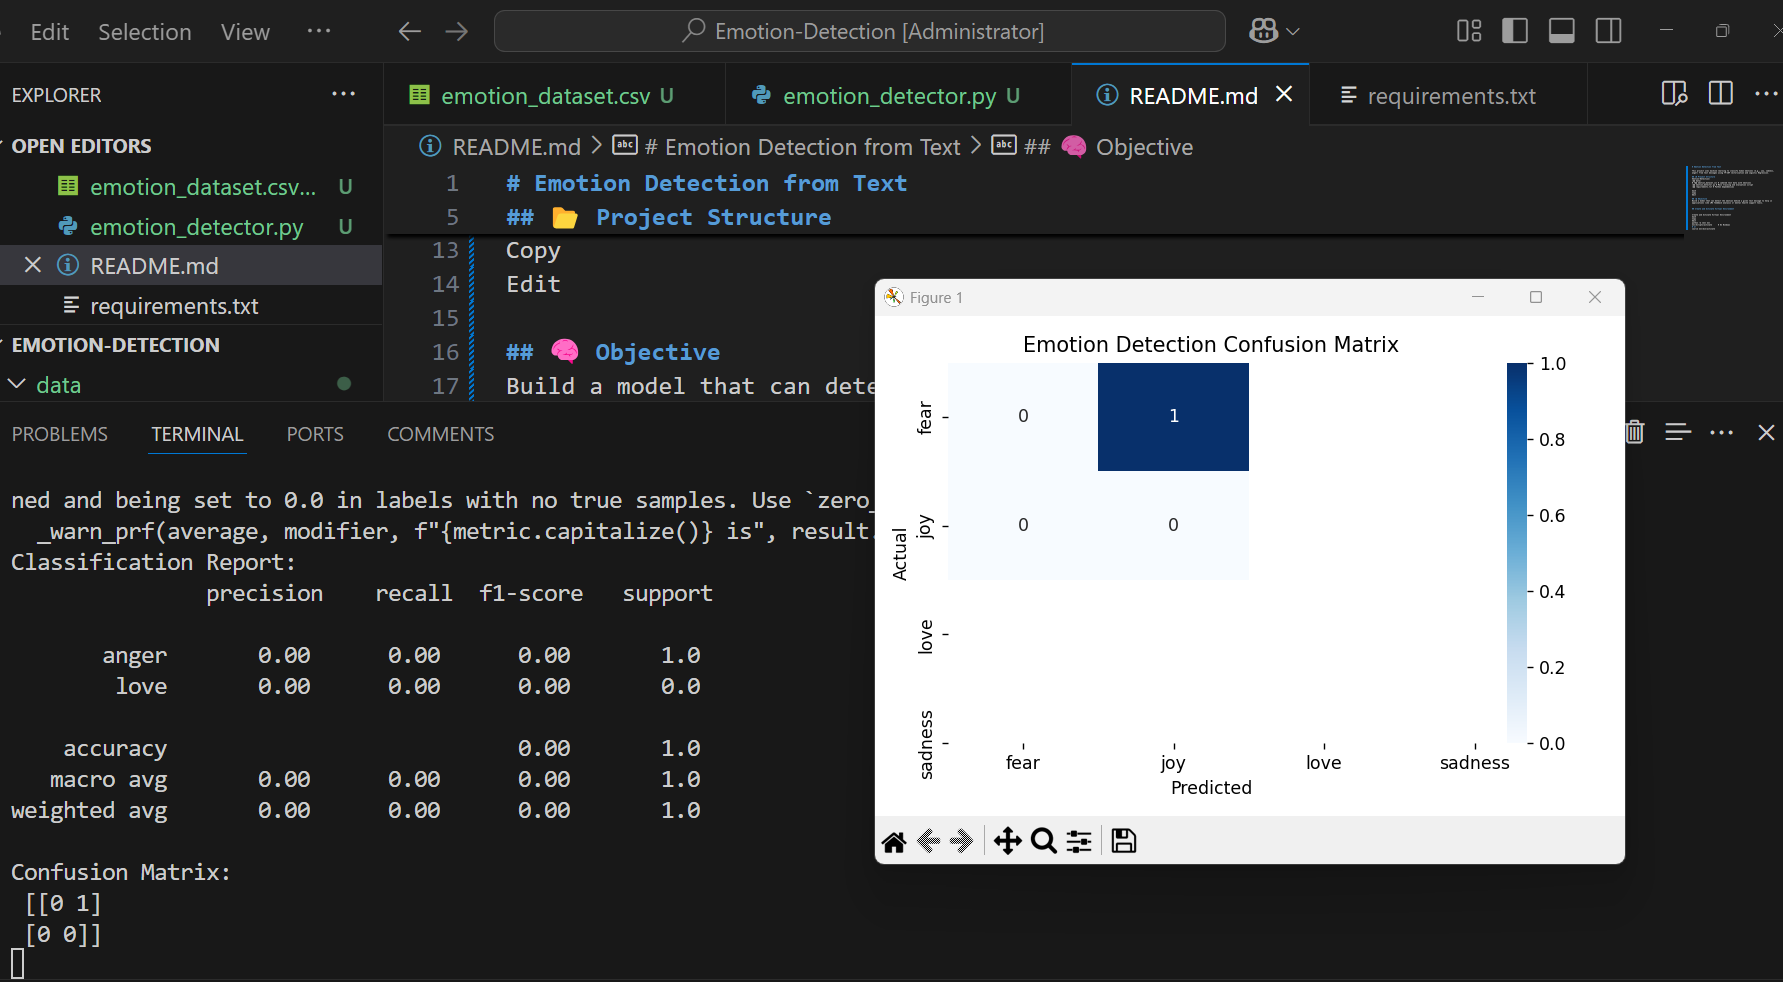 Edit Selection View ···
Emotion-Detection [Administrator]
EXPLORER ···
OPEN EDITORS
emotion_dataset.csv... U
emotion_detector.py U
README.md
requirements.txt
EMOTION-DETECTION
data
emotion_dataset.csv U
emotion_detector.py U
README.md
requirements.txt
README.md > abc # Emotion Detection from Text > abc ## 🧠 Objective
1 # Emotion Detection from Text
5 ## 📂 Project Structure
13 Copy
14 Edit
15
16 ## 🧠 Objective
17 Build a model that can dete
PROBLEMS TERMINAL PORTS COMMENTS
ned and being set to 0.0 in labels with no true samples. Use `zero_
_warn_prf(average, modifier, f"{metric.capitalize()} is", result.
Classification Report:
precision recall f1-score support
anger 0.00 0.00 0.00 1.0
love 0.00 0.00 0.00 0.0
accuracy 0.00 1.0
macro avg 0.00 0.00 0.00 1.0
weighted avg 0.00 0.00 0.00 1.0
Confusion Matrix:
[[0 1]
[0 0]]
Figure 1
Emotion Detection Confusion Matrix
Actual
fear
joy
love
sadness
0 1
0 0
fear joy love sadness
Predicted
1.0
0.8
0.6
0.4
0.2
0.0